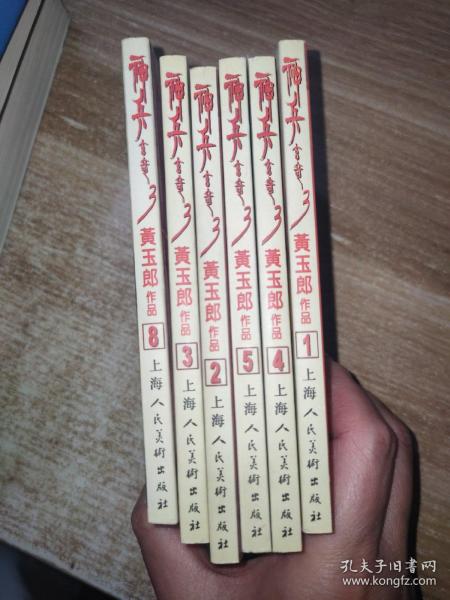 神兵玄奇3 黃玉郎作品 8 上海人民美術出版社
神兵玄奇3 黃玉郎作品 3 上海人民美術出版社
神兵玄奇3 黃玉郎作品 2 上海人民美術出版社
神兵玄奇3 黃玉郎作品 5 上海人民美術出版社
神兵玄奇3 黃玉郎作品 4 上海人民美術出版社
神兵玄奇3 黃玉郎作品 1 上海人民美術出版社
孔夫子旧书网
www.kongfz.com